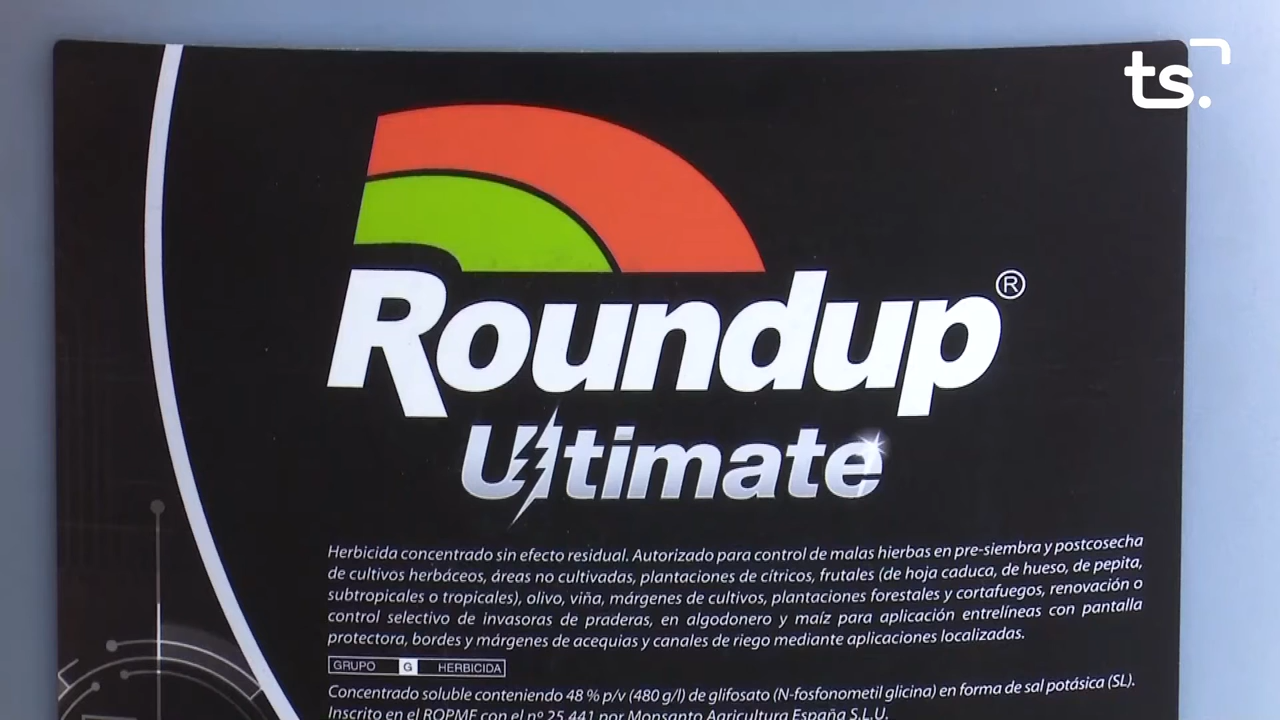 ts.
Roundup®
Ultimate
Herbicida concentrado sin efecto residual. Autorizado para control de malas hierbas en pre-siembra y postcosecha
de cultivos herbáceos, áreas no cultivadas, plantaciones de cítricos, frutales (de hoja caduca, de hueso, de pepita,
subtropicales o tropicales), olivo, viña, márgenes de cultivos, plantaciones forestales y cortafuegos, renovación o
control selectivo de invasoras de praderas, en algodonero y maíz para aplicación entrelíneas con pantalla
protectora, bordes y márgenes de acequias y canales de riego mediante aplicaciones localizadas.
GRUPO G HERBICIDA
Concentrado soluble conteniendo 48 % p/v (480 g/l) de glifosato (N-fosfonometil glicina) en forma de sal potásica (SL).
Inscrito en el ROPMF con el nº 25.441 por Monsanto Agricultura España S.L.U.